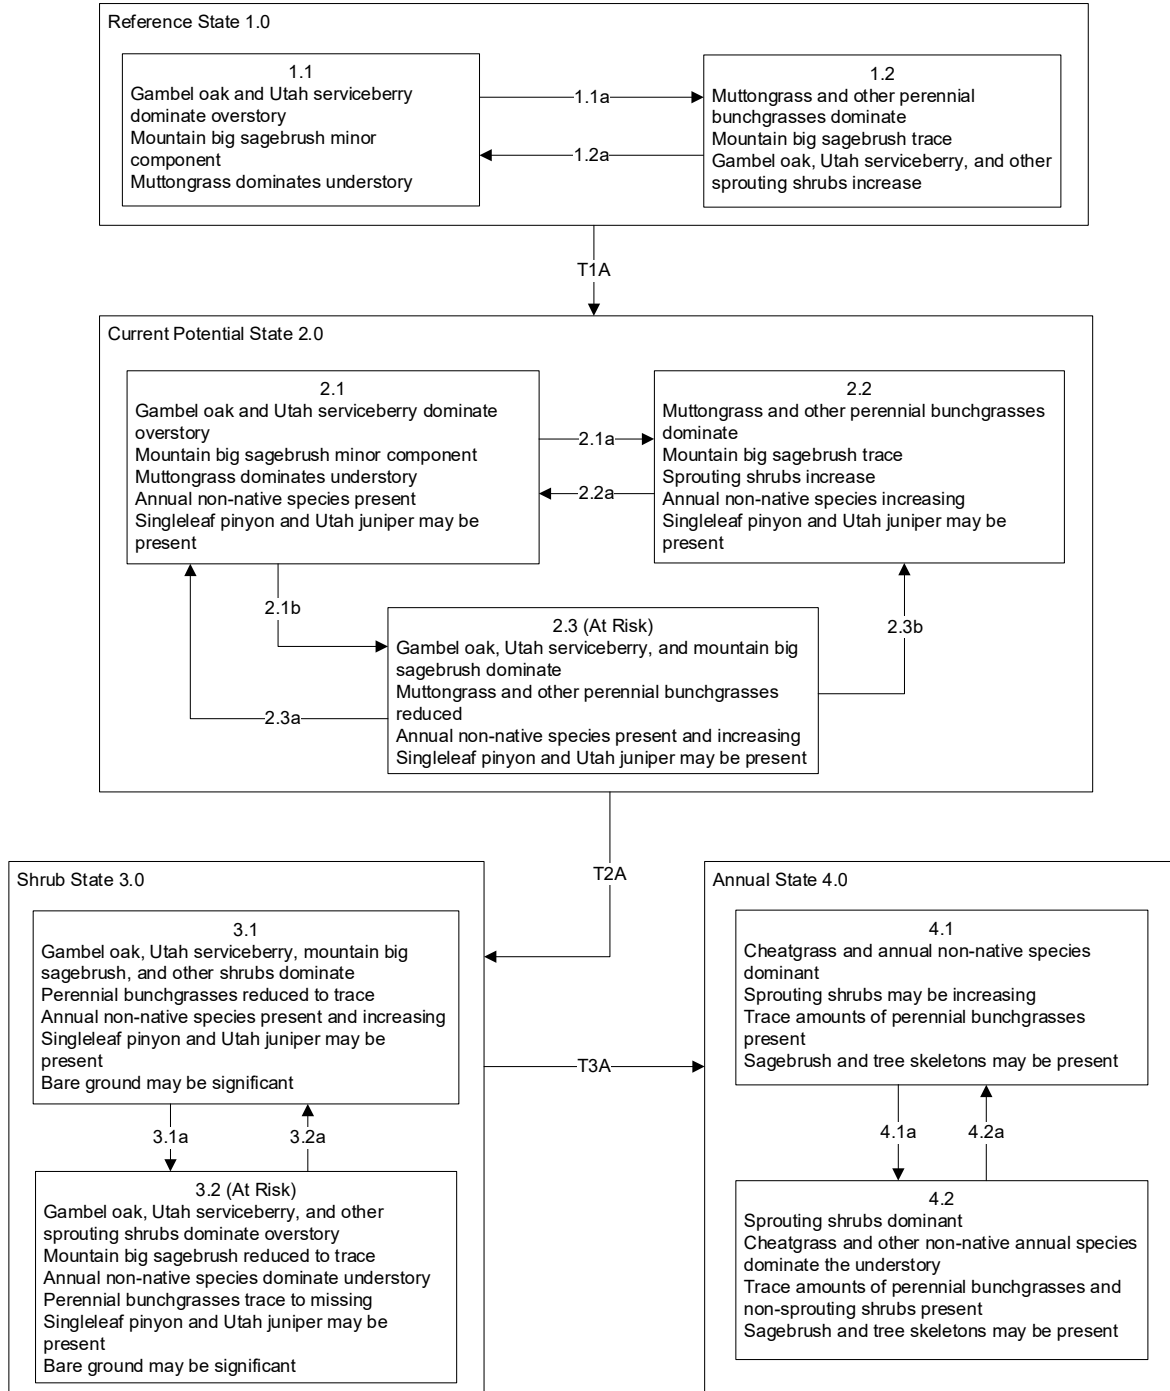 Reference State 1.0
1.1
Gambel oak and Utah serviceberry
dominate overstory
Mountain big sagebrush minor
component
Muttongrass dominates understory
1.1a
1.2a
1.2
Muttongrass and other perennial
bunchgrasses dominate
Mountain big sagebrush trace
Gambel oak, Utah serviceberry, and other
sprouting shrubs increase
T1A
Current Potential State 2.0
2.1
Gambel oak and Utah serviceberry dominate
overstory
Mountain big sagebrush minor component
Muttongrass dominates understory
Annual non-native species present
Singleleaf pinyon and Utah juniper may be
present
2.1a
2.2a
2.2
Muttongrass and other perennial bunchgrasses
dominate
Mountain big sagebrush trace
Sprouting shrubs increase
Annual non-native species increasing
Singleleaf pinyon and Utah juniper may be
present
2.1b
2.3a
2.3 (At Risk)
Gambel oak, Utah serviceberry, and mountain big
sagebrush dominate
Muttongrass and other perennial bunchgrasses
reduced
Annual non-native species present and increasing
Singleleaf pinyon and Utah juniper may be present
2.3b
T2A
Shrub State 3.0
3.1
Gambel oak, Utah serviceberry, mountain big
sagebrush, and other shrubs dominate
Perennial bunchgrasses reduced to trace
Annual non-native species present and increasing
Singleleaf pinyon and Utah juniper may be
present
Bare ground may be significant
3.1a
3.2a
3.2 (At Risk)
Gambel oak, Utah serviceberry, and other
sprouting shrubs dominate overstory
Mountain big sagebrush reduced to trace
Annual non-native species dominate understory
Perennial bunchgrasses trace to missing
Singleleaf pinyon and Utah juniper may be
present
Bare ground may be significant
T3A
Annual State 4.0
4.1
Cheatgrass and annual non-native species
dominant
Sprouting shrubs may be increasing
Trace amounts of perennial bunchgrasses
present
Sagebrush and tree skeletons may be present
4.1a
4.2a
4.2
Sprouting shrubs dominant
Cheatgrass and other non-native annual species
dominate the understory
Trace amounts of perennial bunchgrasses and
non-sprouting shrubs present
Sagebrush and tree skeletons may be present